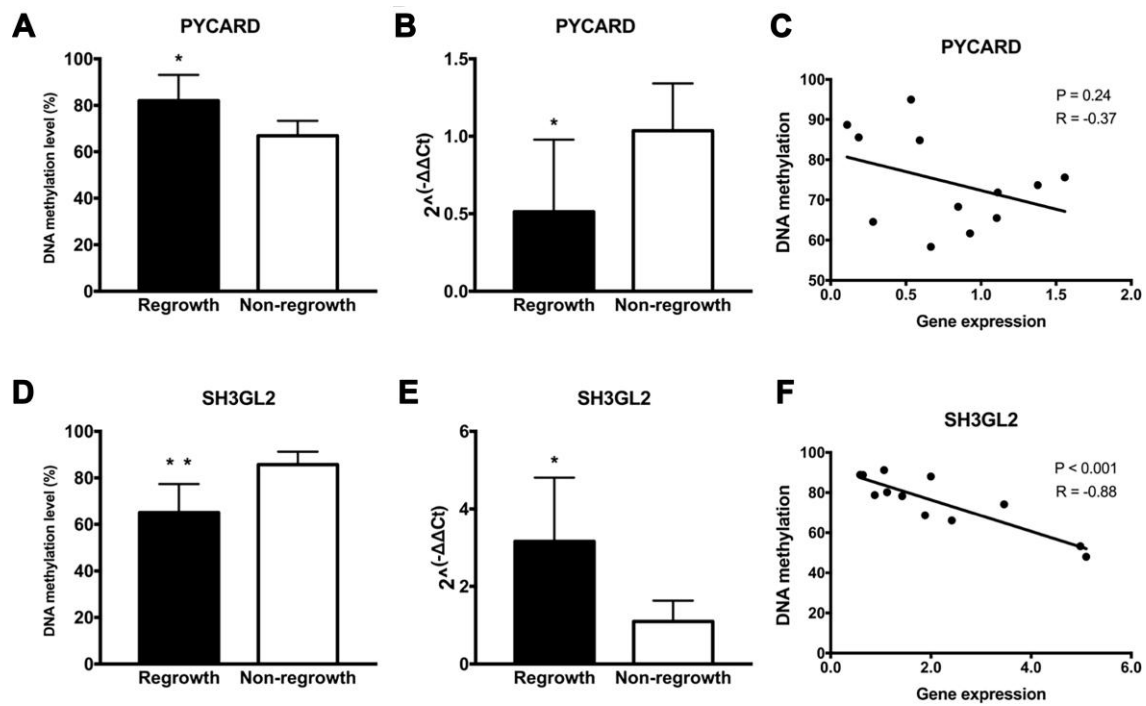 A
PYCARD
DNA methylation level (%)
100
80
60
40
20
0
*
Regrowth Non-regrowth
B
PYCARD
2^(-ΔΔCt)
1.5
1.0
0.5
0.0
*
Regrowth Non-regrowth
C
PYCARD
DNA methylation
100
90
80
70
60
50
P = 0.24
R = -0.37
0.0 0.5 1.0 1.5 2.0
Gene expression
D
SH3GL2
DNA methylation level (%)
100
80
60
40
20
0
* *
Regrowth Non-regrowth
E
SH3GL2
2^(-ΔΔCt)
6
4
2
0
*
Regrowth Non-regrowth
F
SH3GL2
DNA methylation
100
80
60
40
20
0
P < 0.001
R = -0.88
0.0 2.0 4.0 6.0
Gene expression